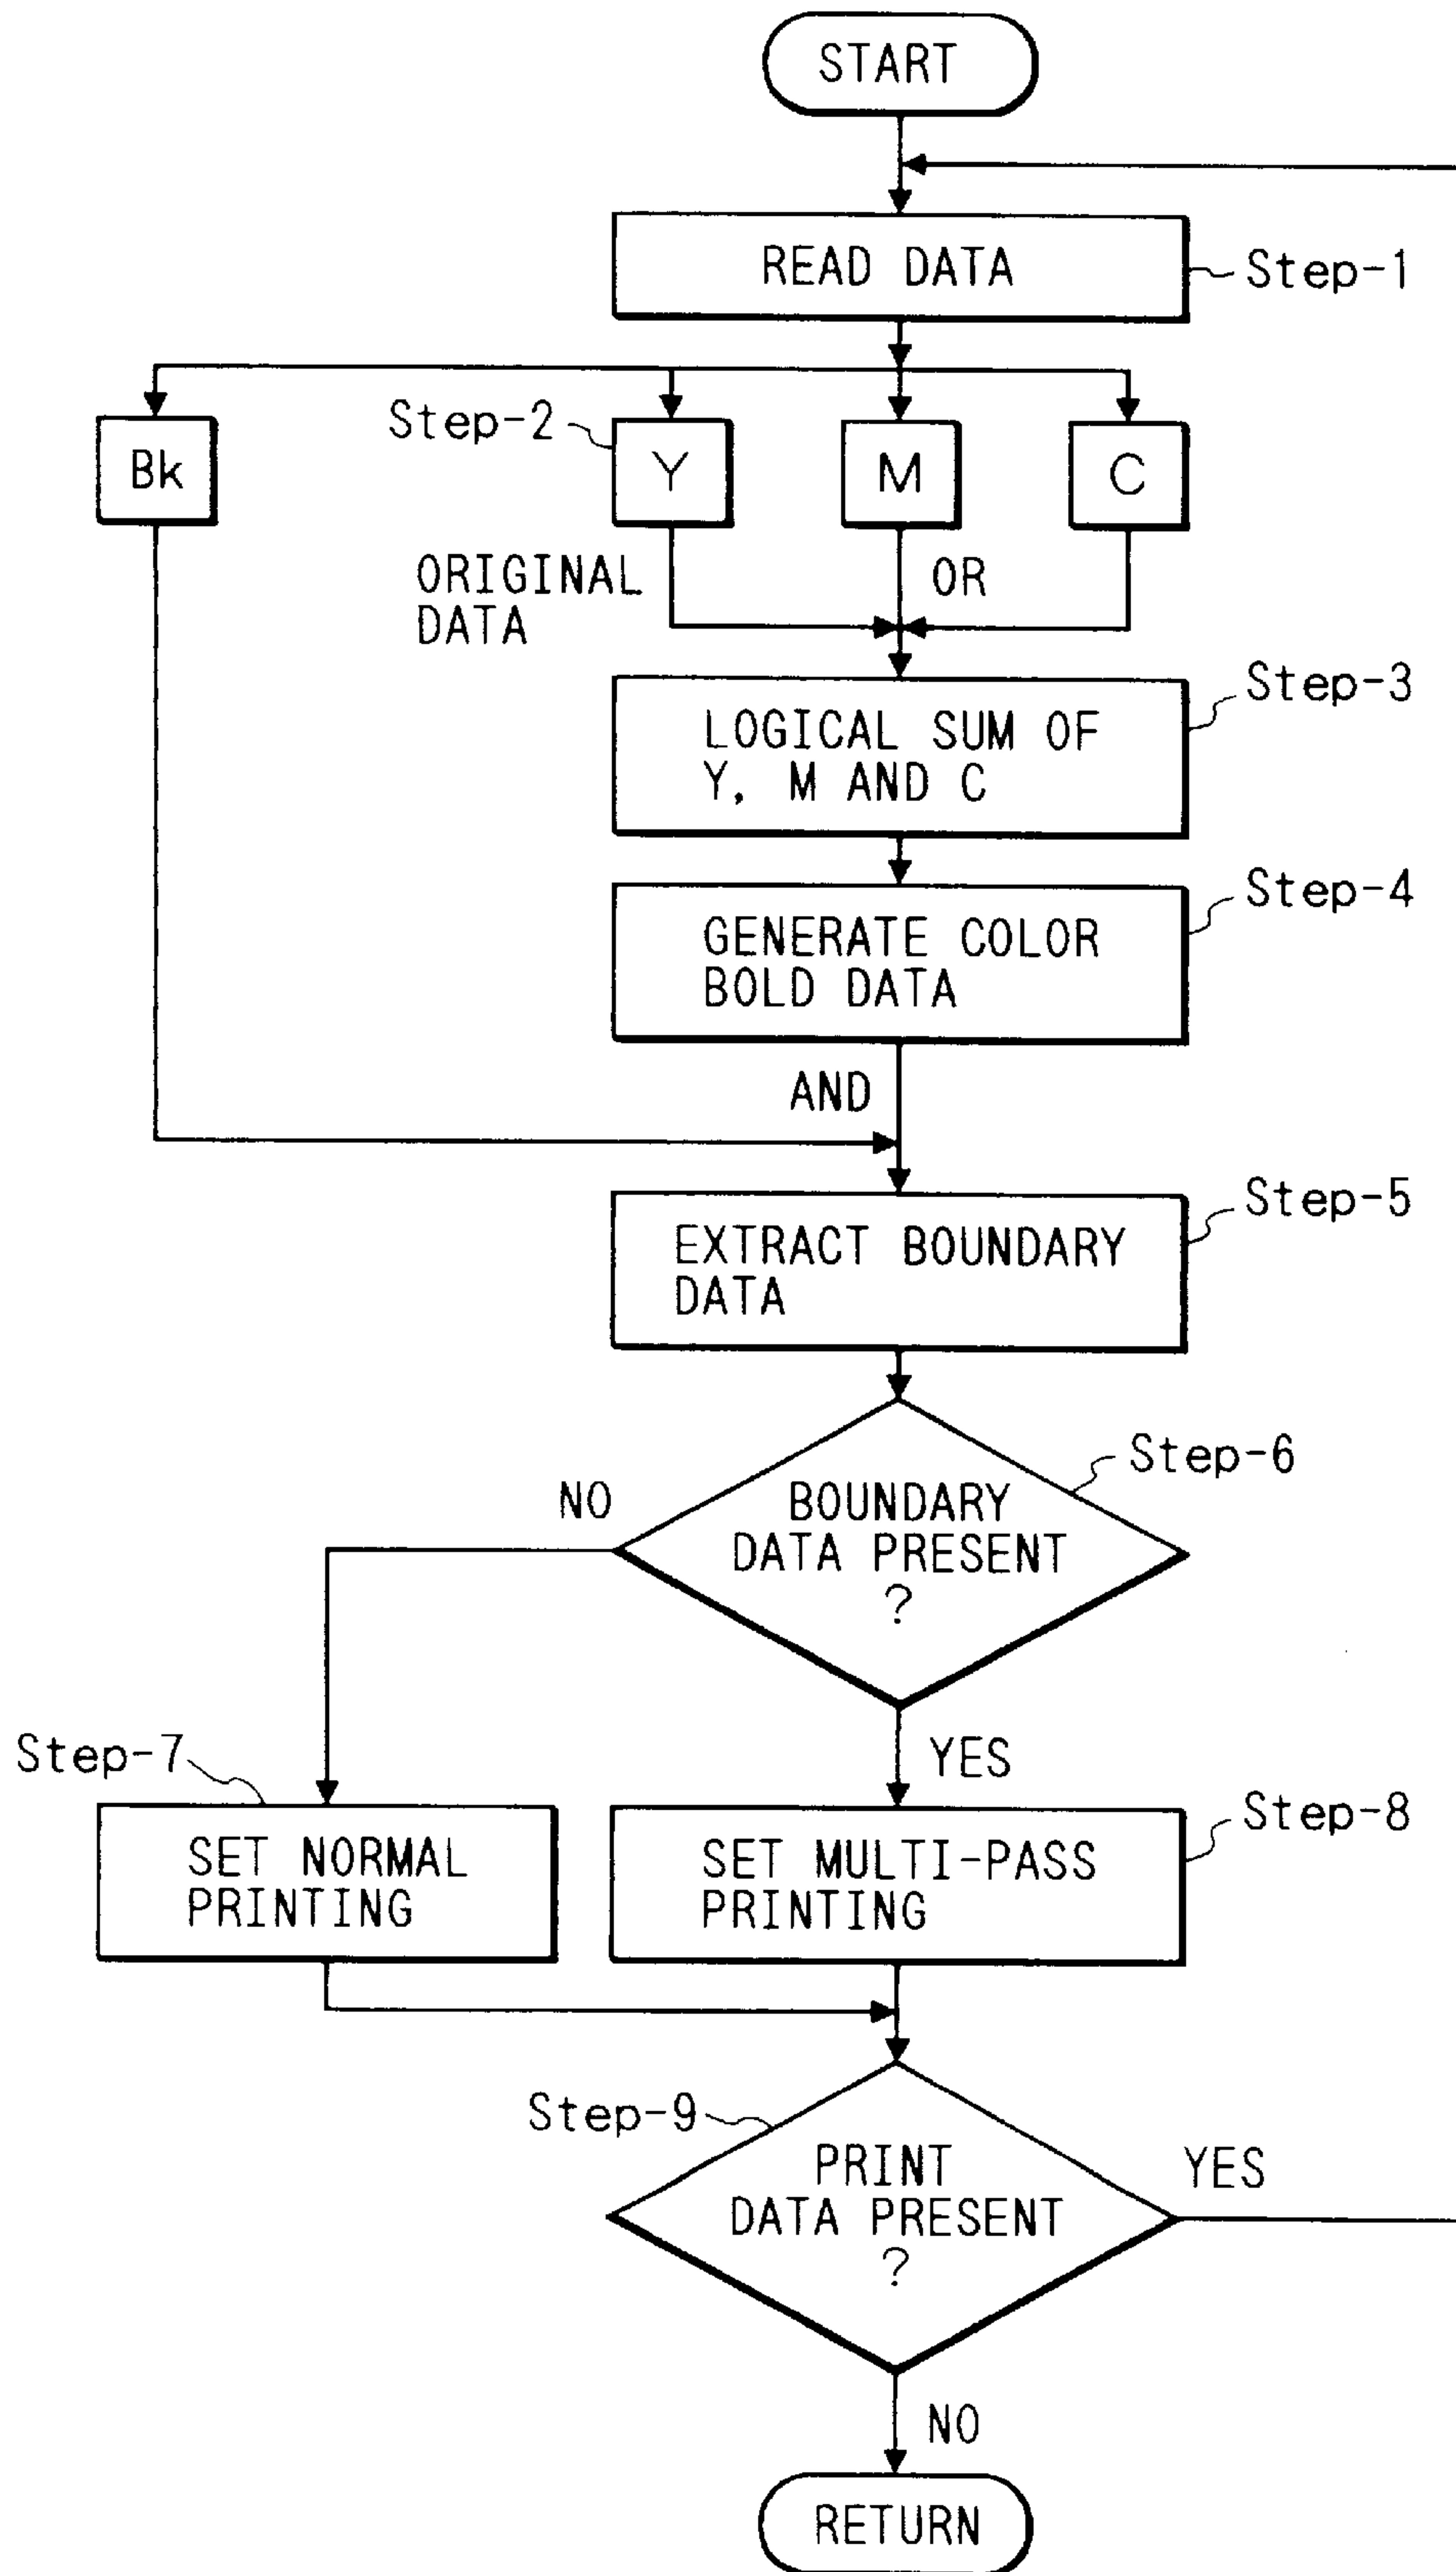 START
READ DATA
Step-1
Step-2
Bk
Y
M
C
ORIGINAL
DATA
OR
Step-3
LOGICAL SUM OF
Y, M AND C
Step-4
GENERATE COLOR
BOLD DATA
AND
Step-5
EXTRACT BOUNDARY
DATA
Step-6
NO
BOUNDARY
DATA PRESENT
?
YES
Step-7
SET NORMAL
PRINTING
Step-8
SET MULTI-PASS
PRINTING
Step-9
PRINT
DATA PRESENT
?
YES
NO
RETURN